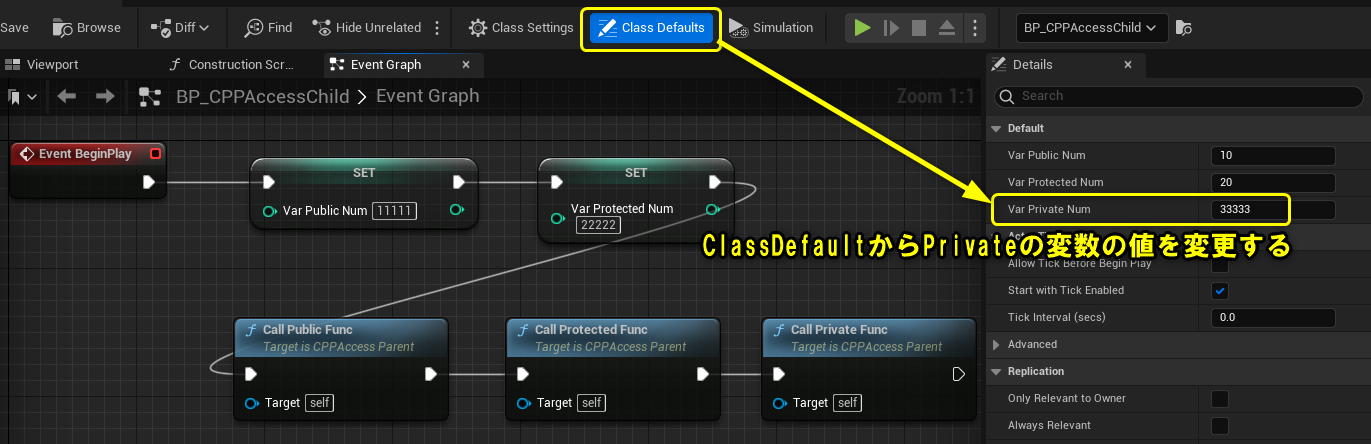 Save Browse Diff Find Hide Unrelated Class Settings Class Defaults Simulation BP_CPPAccessChild
Viewport Construction Scr... Event Graph Details
BP_CPPAccessChild > Event Graph Zoom 1:1 Search
Default
Event BeginPlay
Var Public Num 10
SET SET
Var Protected Num 20
Var Public Num 11111 Var Protected Num
22222
Var Private Num 33333
ClassDefaultからPrivateの変数の値を変更する
Allow Tick Before Begin Play
Start with Tick Enabled
Tick Interval (secs) 0.0
Call Public Func Call Protected Func Call Private Func
Target is CPPAccess Parent Target is CPPAccess Parent Target is CPPAccess Parent
Advanced
Replication
Target self Target self Target self
Only Relevant to Owner
Always Relevant